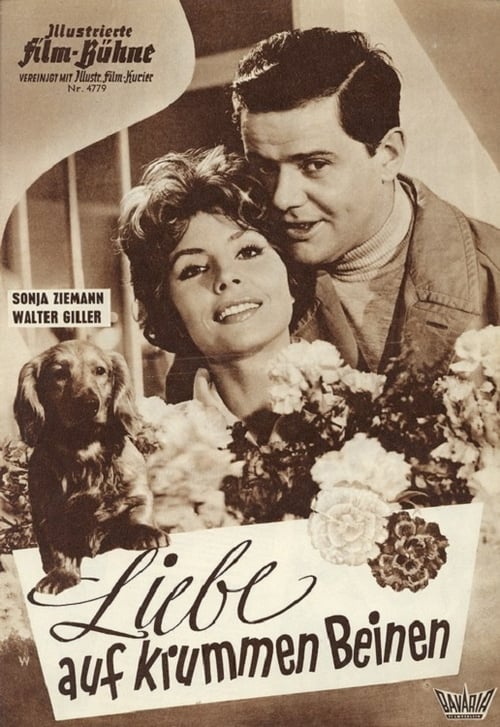 Illustrierte
Film-Bühne
VEREINIGT MIT Illustr. Film-Kurier
Nr. 4779
SONJA ZIEMANN
WALTER GILLER
Liebe
auf krummen Beinen
W
BAVARIA
FILMVERLEIH